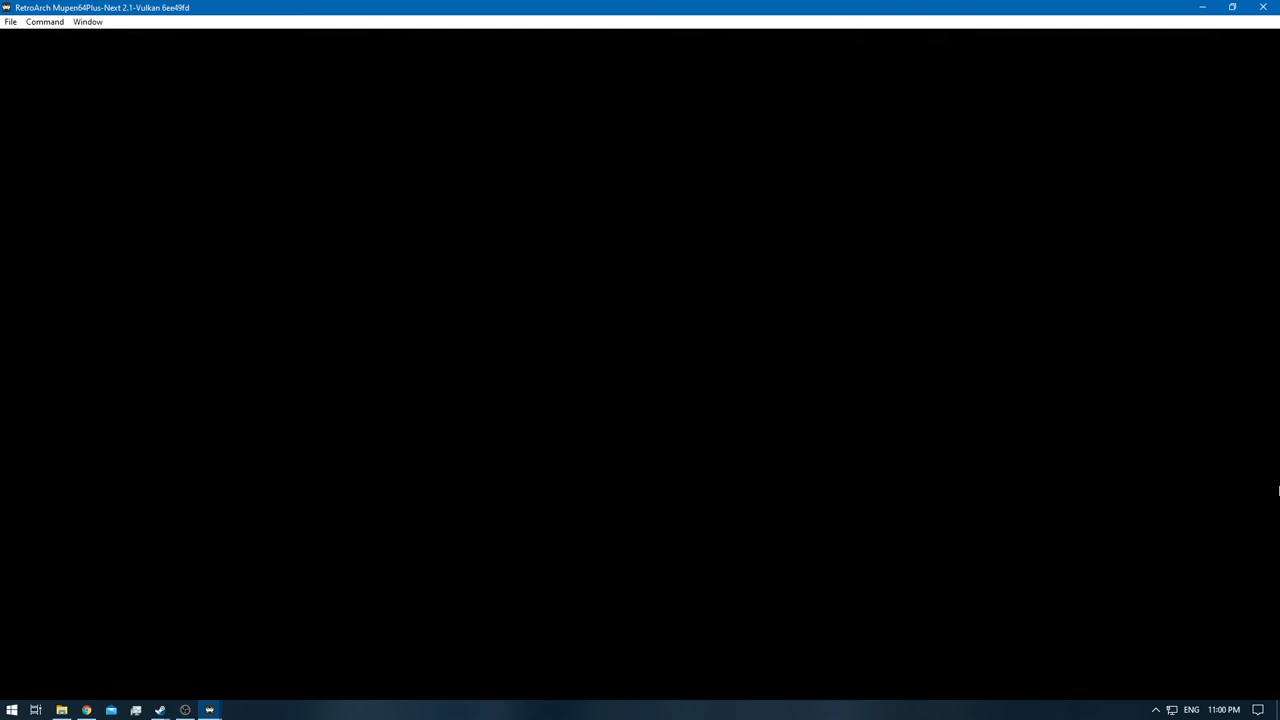 RetroArch Mupen64Plus-Next 2.1-Vulkan 6ee49fd
File Command Window
ENG 11:00 PM